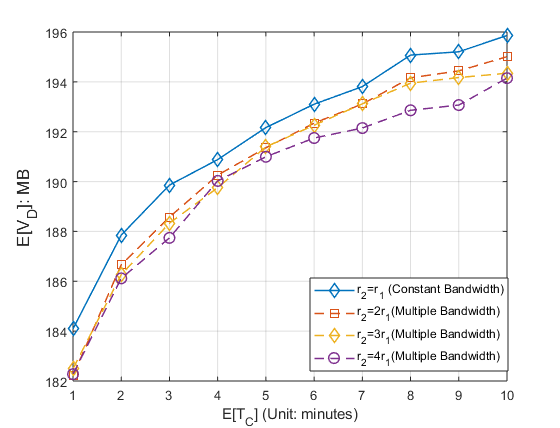 196
194
192
190
188
186
184
182
E[V_D]: MB
r_2=r_1 (Constant Bandwidth)
r_2=2r_1(Multiple Bandwidth)
r_2=3r_1(Multiple Bandwidth)
r_2=4r_1(Multiple Bandwidth)
1 2 3 4 5 6 7 8 9 10
E[T_C] (Unit: minutes)